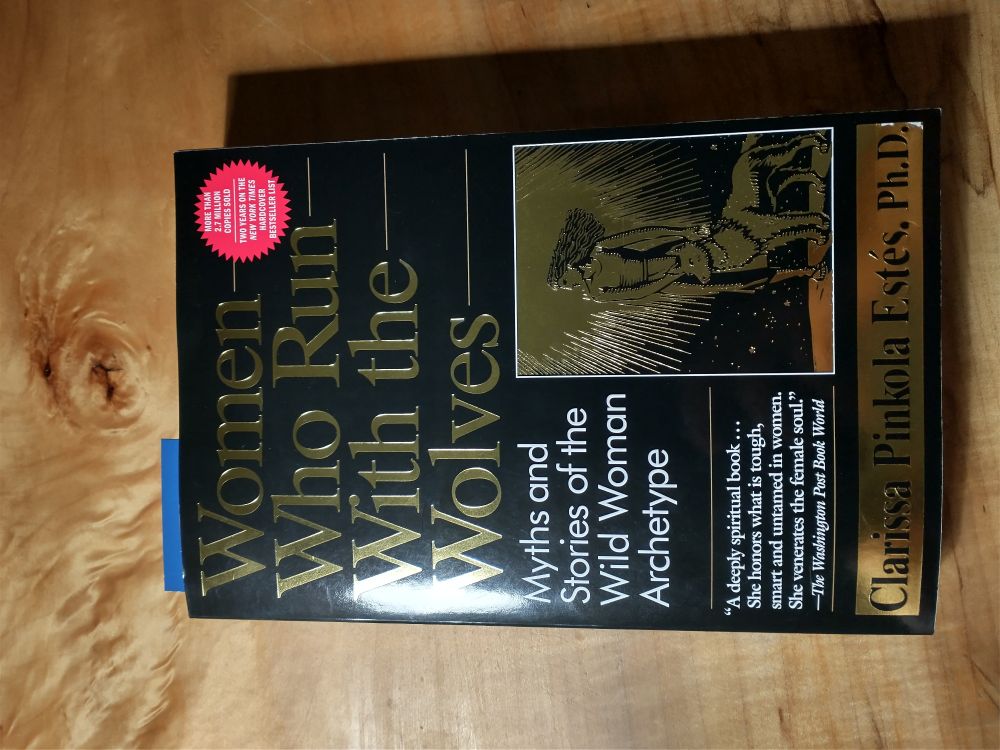 MORE THAN
2.7 MILLION
COPIES SOLD
TWO YEARS ON THE
NEW YORK TIMES
HARDCOVER
BESTSELLER LIST
Women
Who Run
With the
Wolves
Myths and
Stories of the
Wild Woman
Archetype
“A deeply spiritual book…
She honors what is tough,
smart and untamed in women.
She venerates the female soul.”
—The Washington Post Book World
Clarissa Pinkola Estés, Ph.D.